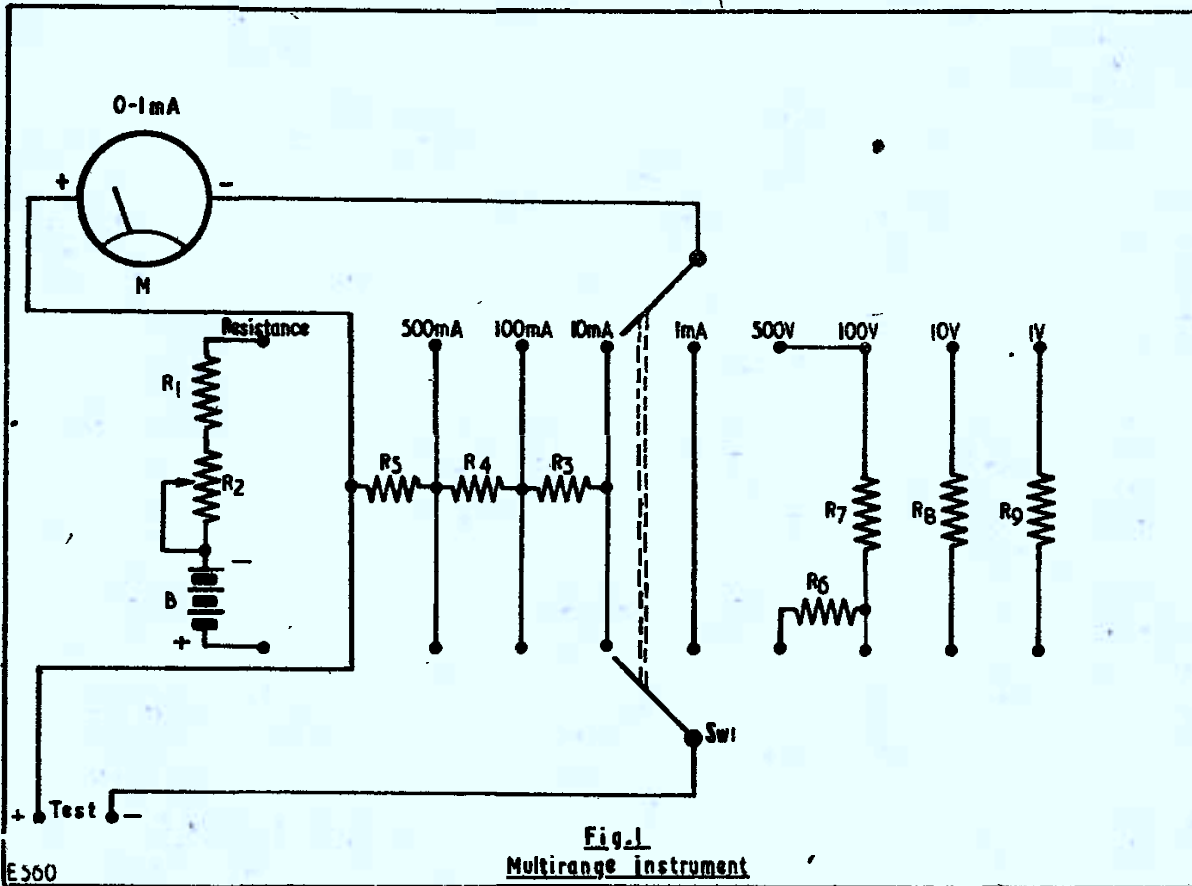 0-1mA
+
-
M
Resistance
500mA
100mA
10mA
1mA
500V
100V
10V
1V
R1
R5
R4
R3
R2
R7
R8
R9
R6
-
B
+
Sw1
+ Test -
Fig.1
Multirange instrument
E560